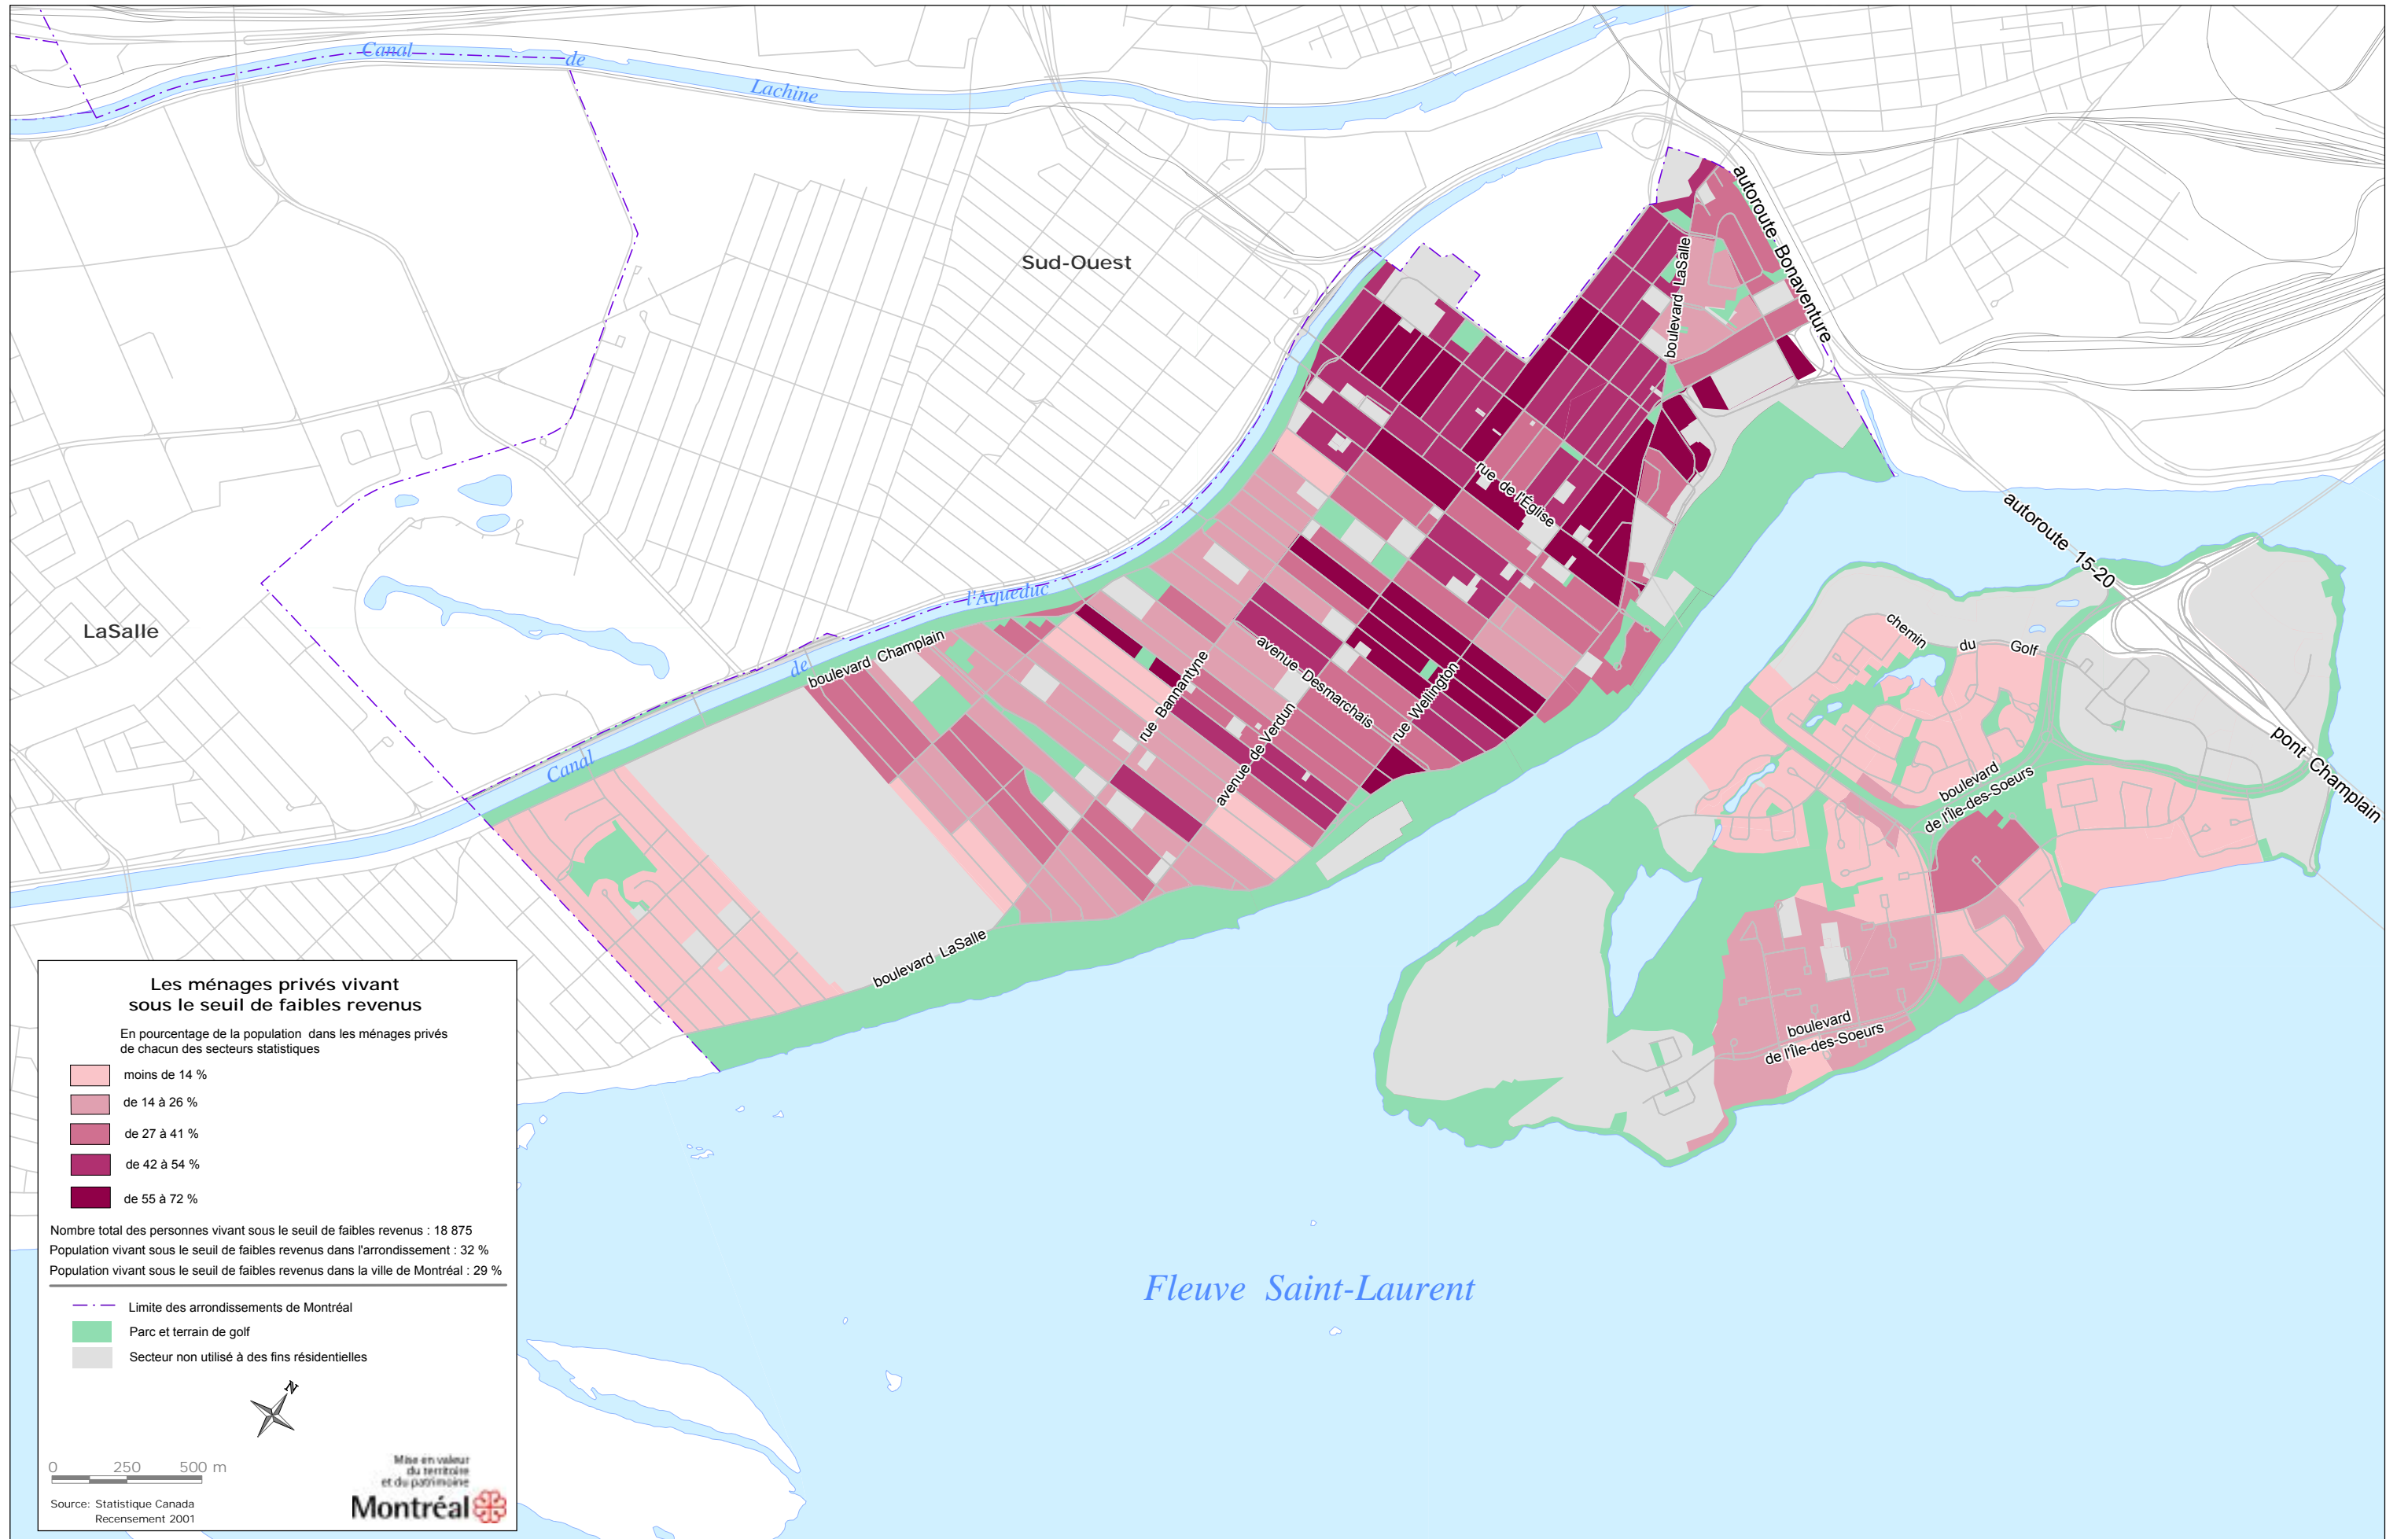 Canal
de
Lachine
Sud-Ouest
LaSalle
autoroute Bonaventure
boulevard LaSalle
rue de l'Église
autoroute 15-20
chemin
du
Golf
pont Champlain
l'Aqueduc
de
Canal
boulevard Champlain
rue Bannantyne
avenue Desmarchais
avenue de Verdun
rue Wellington
boulevard
de l'Île-des-Soeurs
boulevard LaSalle
boulevard
de l'Île-des-Soeurs
Fleuve Saint-Laurent
Les ménages privés vivant
sous le seuil de faibles revenus
En pourcentage de la population dans les ménages privés
de chacun des secteurs statistiques
moins de 14 %
de 14 à 26 %
de 27 à 41 %
de 42 à 54 %
de 55 à 72 %
Nombre total des personnes vivant sous le seuil de faibles revenus : 18 875
Population vivant sous le seuil de faibles revenus dans l'arrondissement : 32 %
Population vivant sous le seuil de faibles revenus dans la ville de Montréal : 29 %
Limite des arrondissements de Montréal
Parc et terrain de golf
Secteur non utilisé à des fins résidentielles
N
0 250 500 m
Source: Statistique Canada
Recensement 2001
Mise en valeur
du territoire
et du patrimoine
Montréal